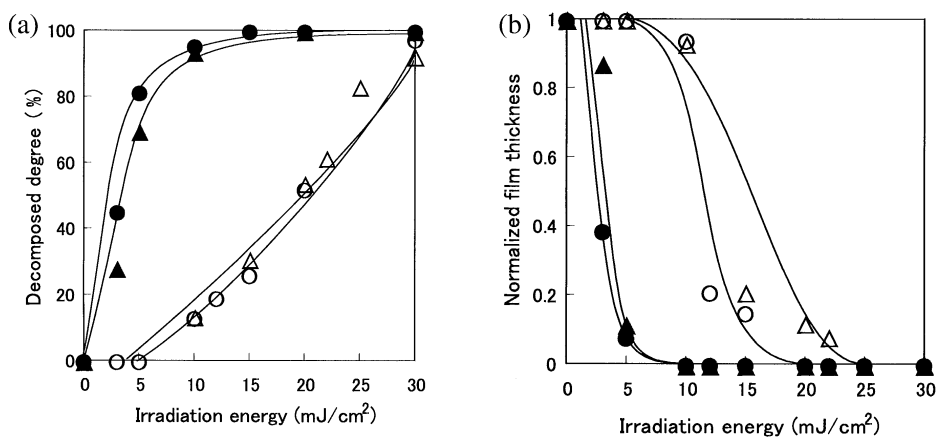 (a)
100
80
60
40
20
0
Decomposed degree (%)
0 5 10 15 20 25 30
Irradiation energy (mJ/cm²)
(b)
1
0.8
0.6
0.4
0.2
0
Normalized film thickness
0 5 10 15 20 25 30
Irradiation energy (mJ/cm²)